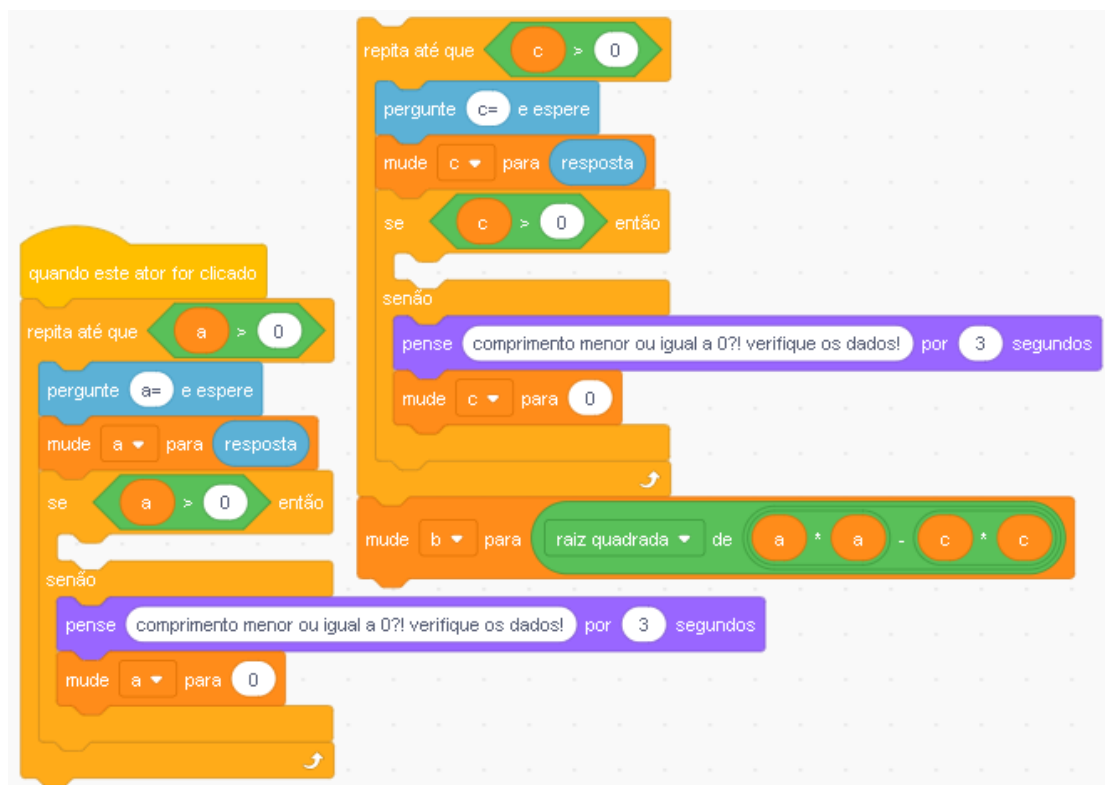 quando este ator for clicado
repita até que a > 0
pergunte a= e espere
mude a para resposta
se a > 0 então
senão
pense comprimento menor ou igual a 0?! verifique os dados! por 3 segundos
mude a para 0
repita até que c > 0
pergunte c= e espere
mude c para resposta
se c > 0 então
senão
pense comprimento menor ou igual a 0?! verifique os dados! por 3 segundos
mude c para 0
mude b para raiz quadrada de a * a - c * c